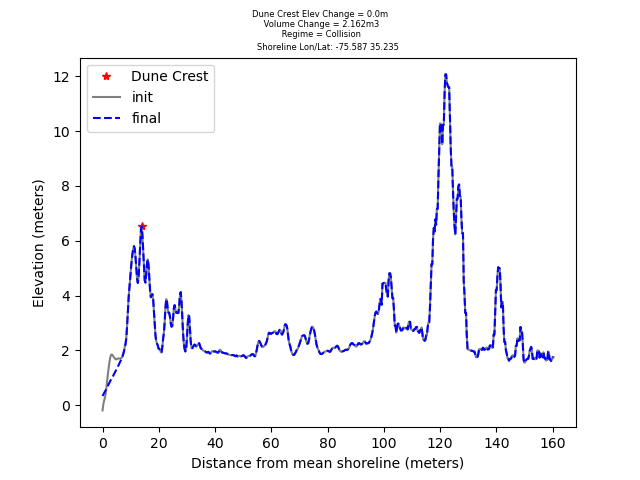 Dune Crest Elev Change = 0.0m
Volume Change = 2.162m3
Regime = Collision
Shoreline Lon/Lat: -75.587 35.235
Dune Crest
init
final
12
10
8
6
4
2
0
Elevation (meters)
0 20 40 60 80 100 120 140 160
Distance from mean shoreline (meters)